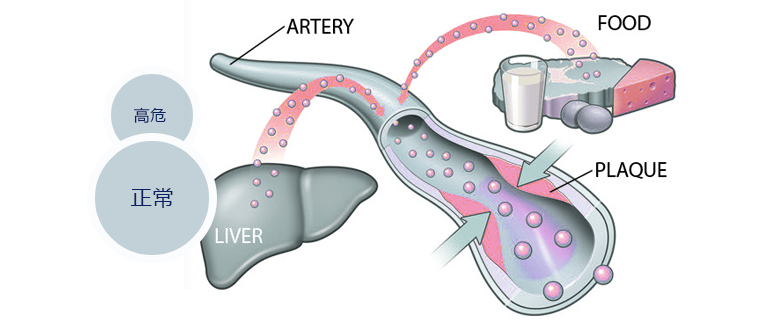 ARTERY
FOOD
高危
PLAQUE
正常
LIVER